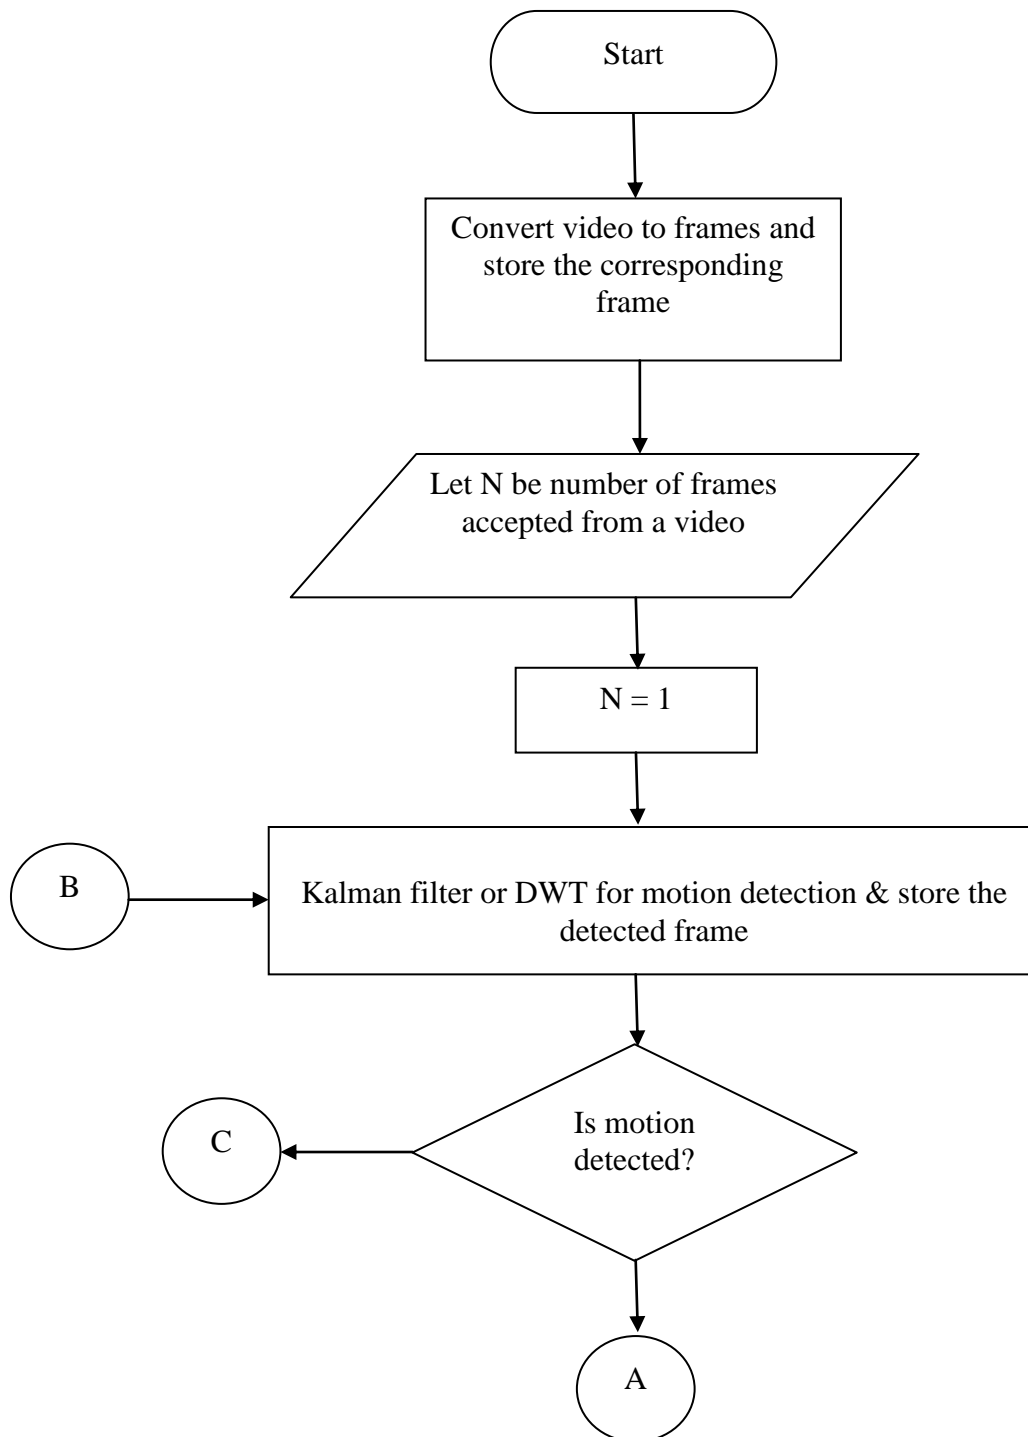 Start
Convert video to frames and
store the corresponding
frame
Let N be number of frames
accepted from a video
N = 1
B
Kalman filter or DWT for motion detection & store the
detected frame
C
Is motion
detected?
A